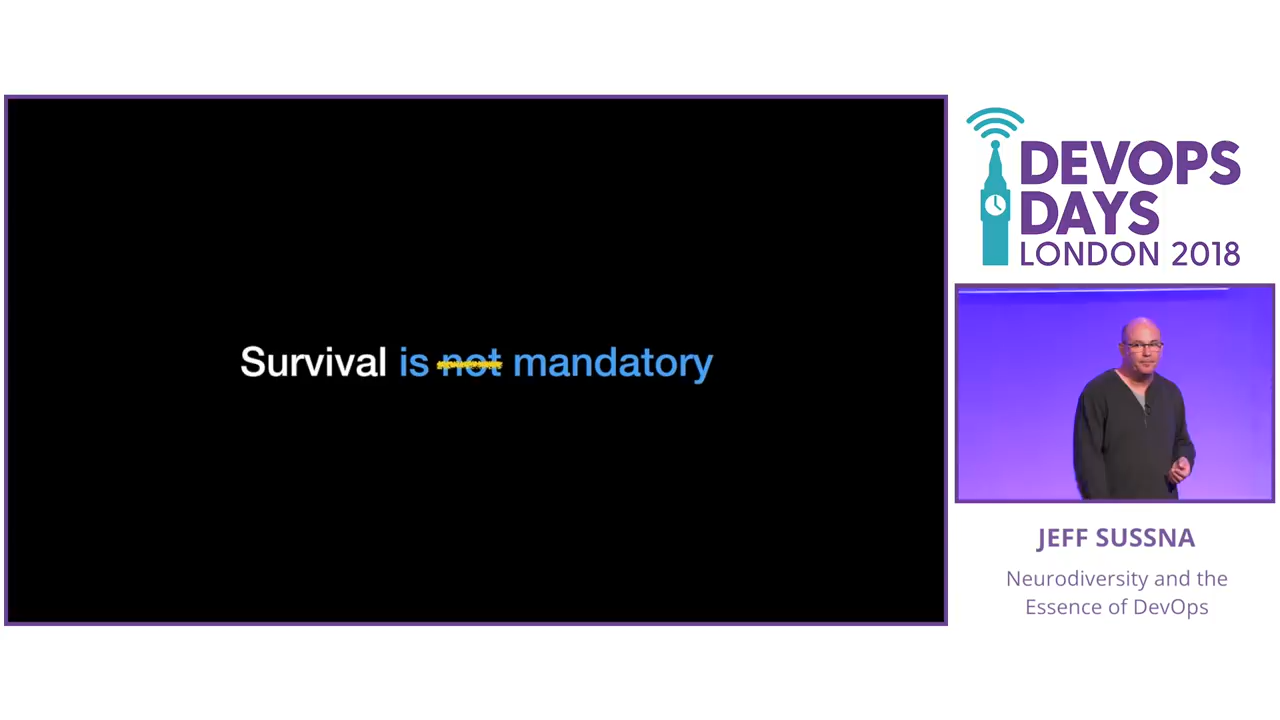 Survival is not mandatory
DEVOPS
DAYS
LONDON 2018
JEFF SUSSNA
Neurodiversity and the
Essence of DevOps